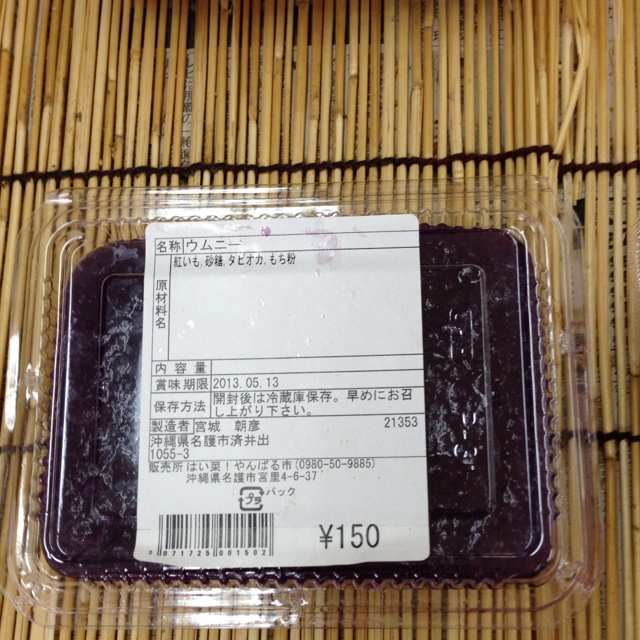 名称 ウムニー
原材料名 紅いも,砂糖,タピオカ,もち粉
内容量
賞味期限 2013.05.13
保存方法 開封後は冷蔵庫保存。早めにお召
し上がり下さい。
製造者 宮城 朝彦 21353
沖縄県名護市済井出
1055-3
販売所 はい菜！やんばる市(0980-50-9885)
沖縄県名護市宮里4-6-37
プラ パック
¥150
0 071725 001502